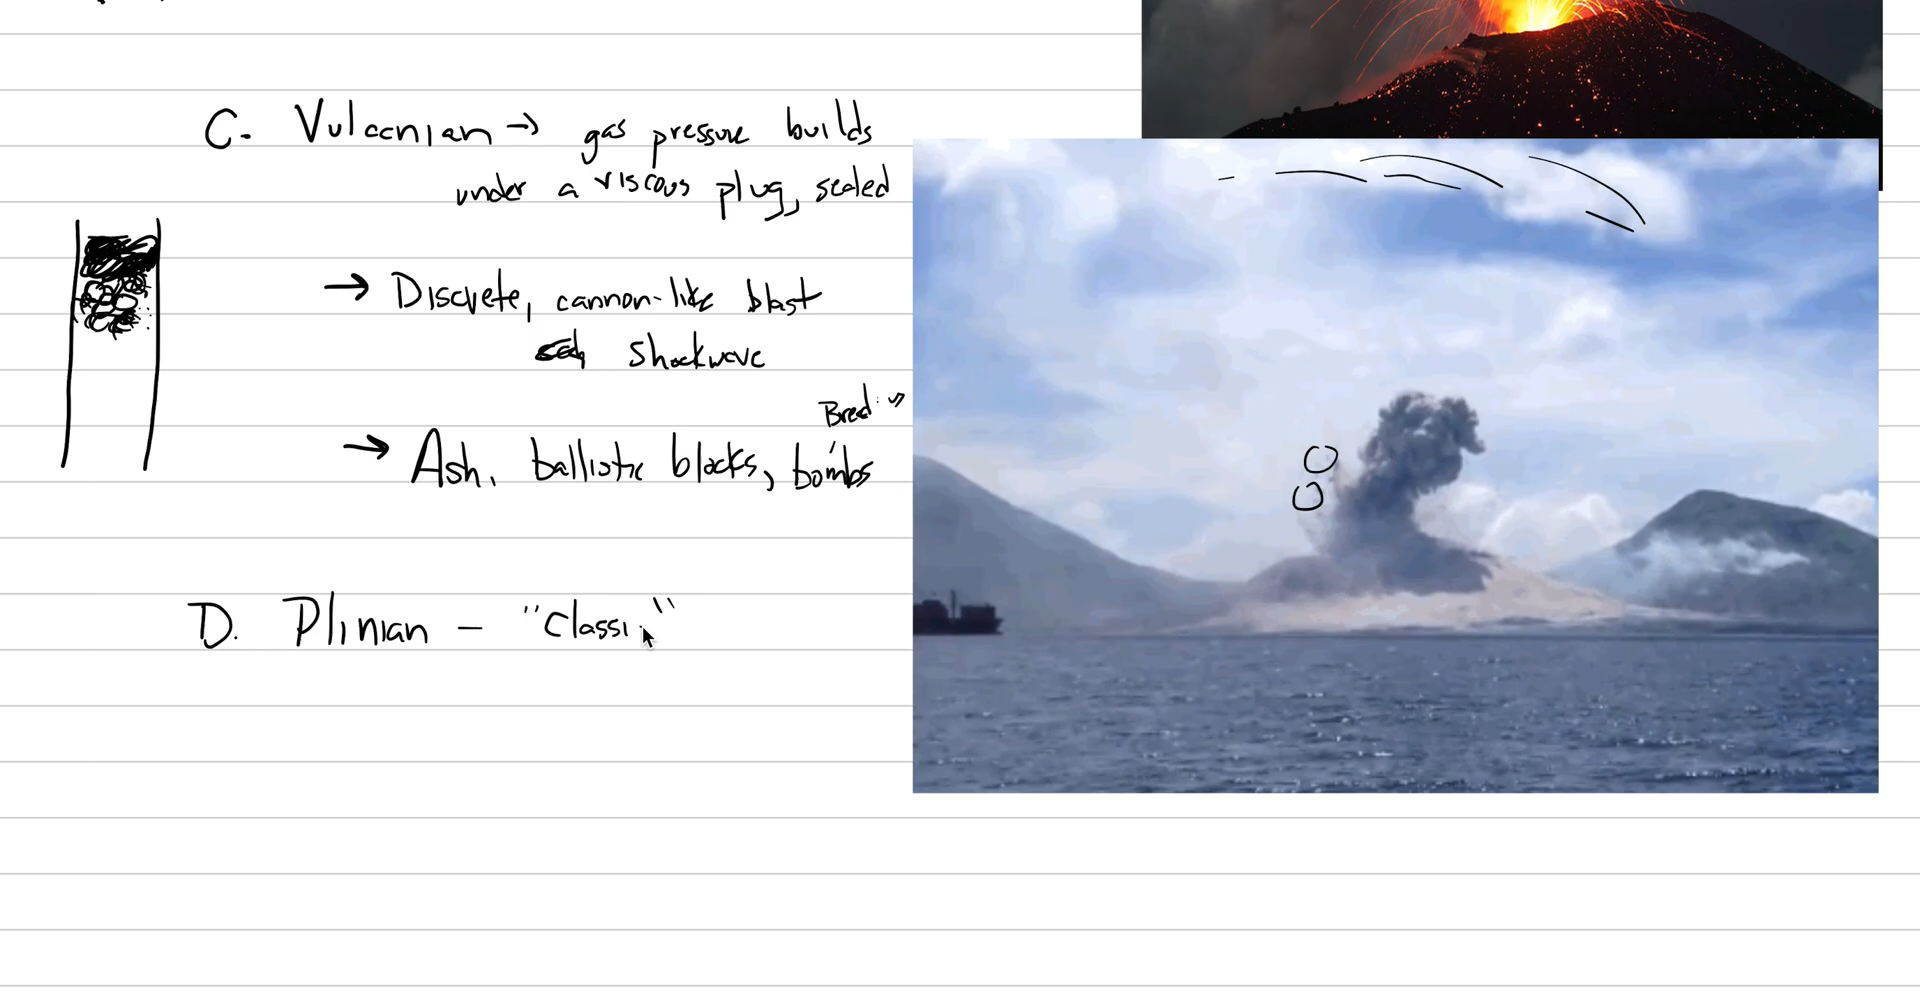 C. Vulcanian → gas pressure builds
under a viscous plug, sealed
→ Discrete, cannon-like blast
shockwave
Bread
→ Ash, ballistic blocks, bombs
D. Plinian - "classi"